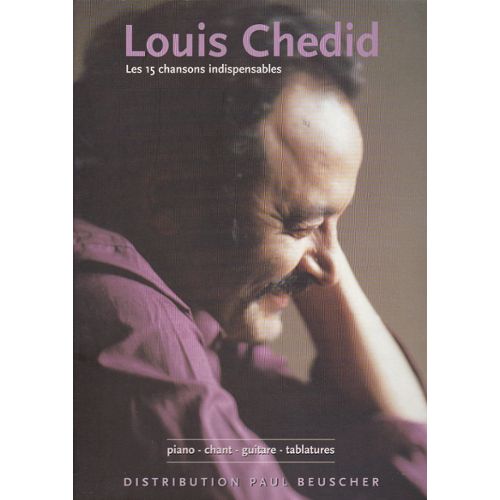 Louis Chedid
Les 15 chansons indispensables
piano - chant - guitare - tablatures
DISTRIBUTION PAUL BEUSCHER